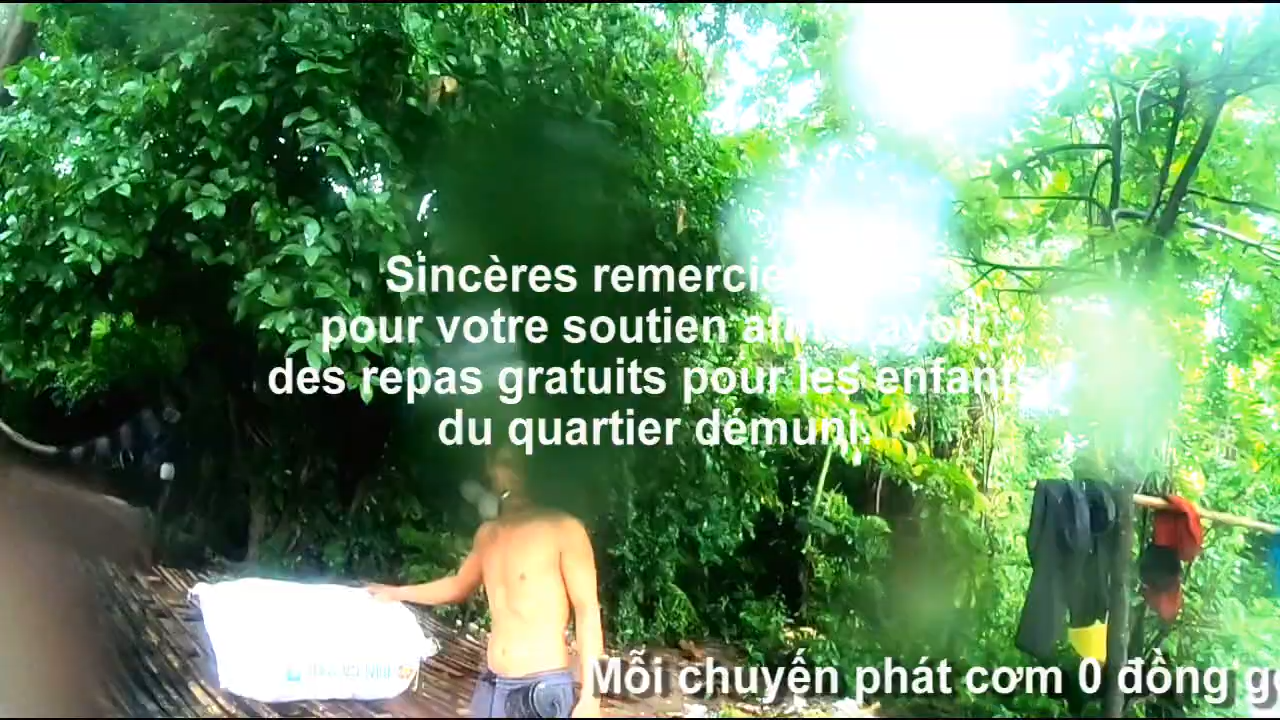 Sincères
pour votre soutien
des repas gratuits pour les enfants
du quartier démuni.
Mỗi chuyến phát cơm 0 đồng